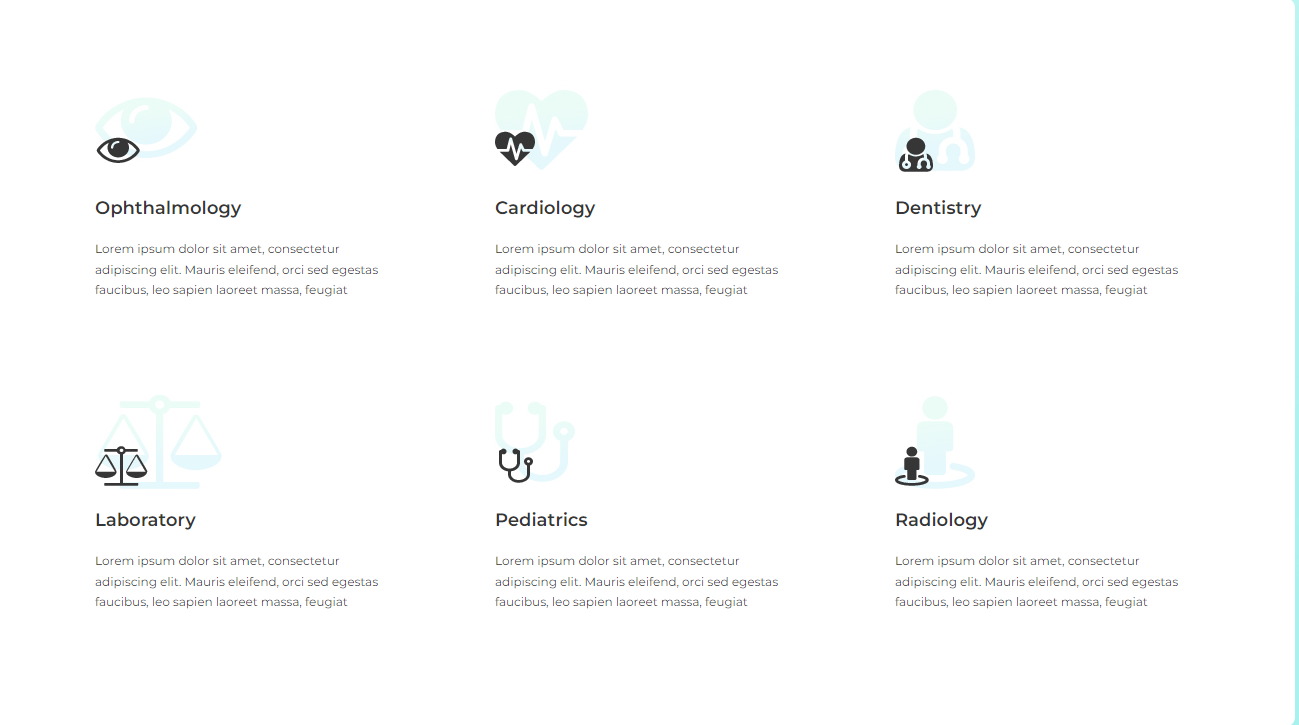 Ophthalmology
Lorem ipsum dolor sit amet, consectetur
adipiscing elit. Mauris eleifend, orci sed egestas
faucibus, leo sapien laoreet massa, feugiat
Cardiology
Lorem ipsum dolor sit amet, consectetur
adipiscing elit. Mauris eleifend, orci sed egestas
faucibus, leo sapien laoreet massa, feugiat
Dentistry
Lorem ipsum dolor sit amet, consectetur
adipiscing elit. Mauris eleifend, orci sed egestas
faucibus, leo sapien laoreet massa, feugiat
Laboratory
Lorem ipsum dolor sit amet, consectetur
adipiscing elit. Mauris eleifend, orci sed egestas
faucibus, leo sapien laoreet massa, feugiat
Pediatrics
Lorem ipsum dolor sit amet, consectetur
adipiscing elit. Mauris eleifend, orci sed egestas
faucibus, leo sapien laoreet massa, feugiat
Radiology
Lorem ipsum dolor sit amet, consectetur
adipiscing elit. Mauris eleifend, orci sed egestas
faucibus, leo sapien laoreet massa, feugiat